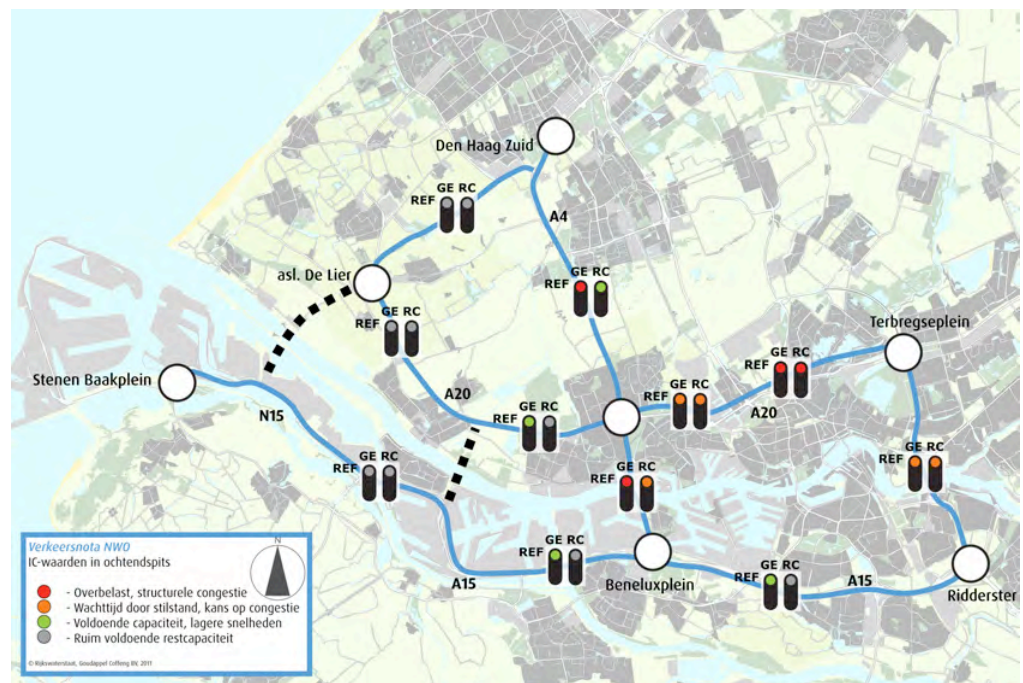 Den Haag Zuid
GE RC
REF
A4
asl. De Lier
GE RC
REF
GE RC
REF
Terbregseplein
Stenen Baakplein
GE RC
REF
N15
A20
GE RC
REF
GE RC
REF
A20
GE RC
REF
GE RC
REF
GE RC
REF
GE RC
REF
A15
GE RC
REF
Beneluxplein
GE RC
REF
A15
Ridderster
Verkeersnota NWO
IC-waarden in ochtendspits
N
- Overbelast, structurele congestie
- Wachttijd door stilstand, kans op congestie
- Voldoende capaciteit, lagere snelheden
- Ruim voldoende restcapaciteit
© Rijkswaterstaat, Goudappel Coffeng BV, 2011